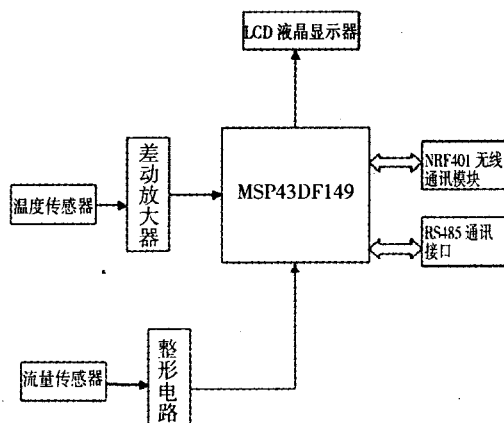 LCD 液晶显示器
差动放大器
MSP43DF149
NRF401 无线
通讯模块
温度传感器
RS485 通讯
接口
整形电路
流量传感器